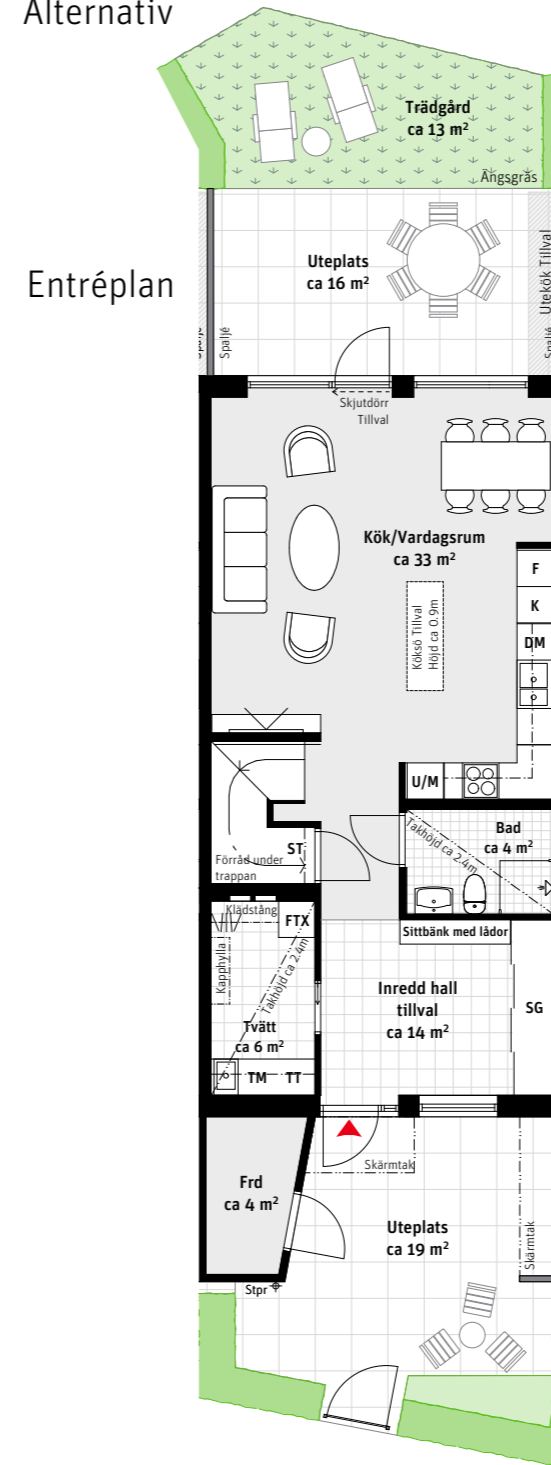 Alternativ
Trädgård
ca 13 m²
Ängsgräs
Entréplan
Uteplats
ca 16 m²
Utekök Tillval
Spaljé
Spaljé
Skjutdörr
Tillval
Kök/Vardagsrum
ca 33 m²
F
K
DM
Köksö Tillval
Höjd ca 0.9m
U/M
Bad
ca 4 m²
Takhöjd ca 2.4m
ST
Förråd under
trappan
Klädstång
FTX
Kapphylla
Takhöjd ca 2.4m
Sittbänk med lådor
Inredd hall
tillval
ca 14 m²
SG
Tvätt
ca 6 m²
TM TT
Skärmtak
Frd
ca 4 m²
Uteplats
ca 19 m²
Skärmtak
Stpr